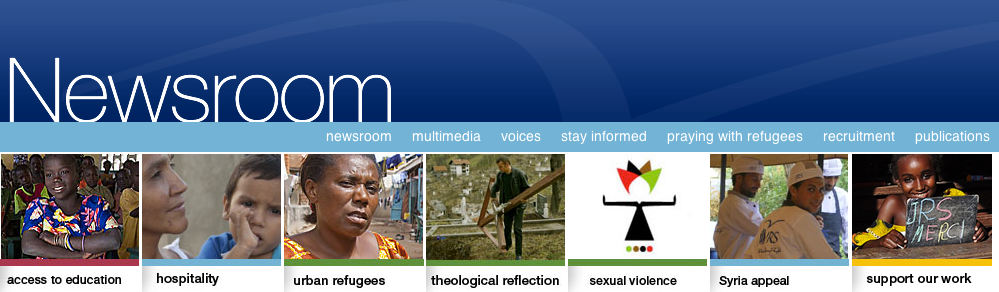 Newsroom
newsroom multimedia voices stay informed praying with refugees recruitment publications
JRS
MERCI
access to education hospitality urban refugees theological reflection sexual violence Syria appeal support our work